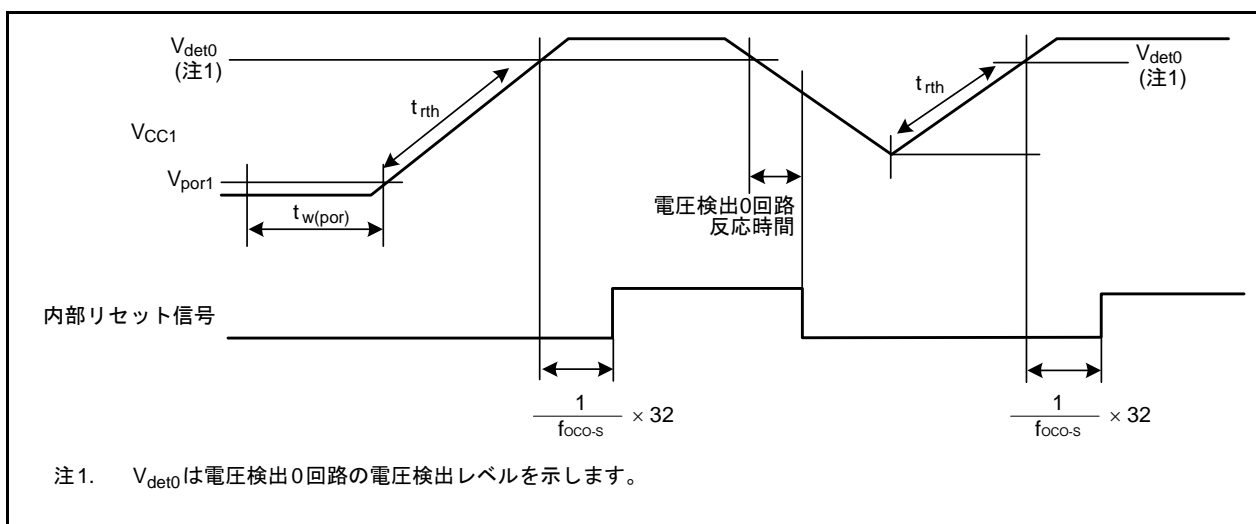 Vdet0
(注1)
trth
VCC1
Vpor1
tw(por)
電圧検出0回路
反応時間
trth
Vdet0
(注1)
内部リセット信号
1
fOCO-S
× 32
1
fOCO-S
× 32
注1. Vdet0は電圧検出0回路の電圧検出レベルを示します。